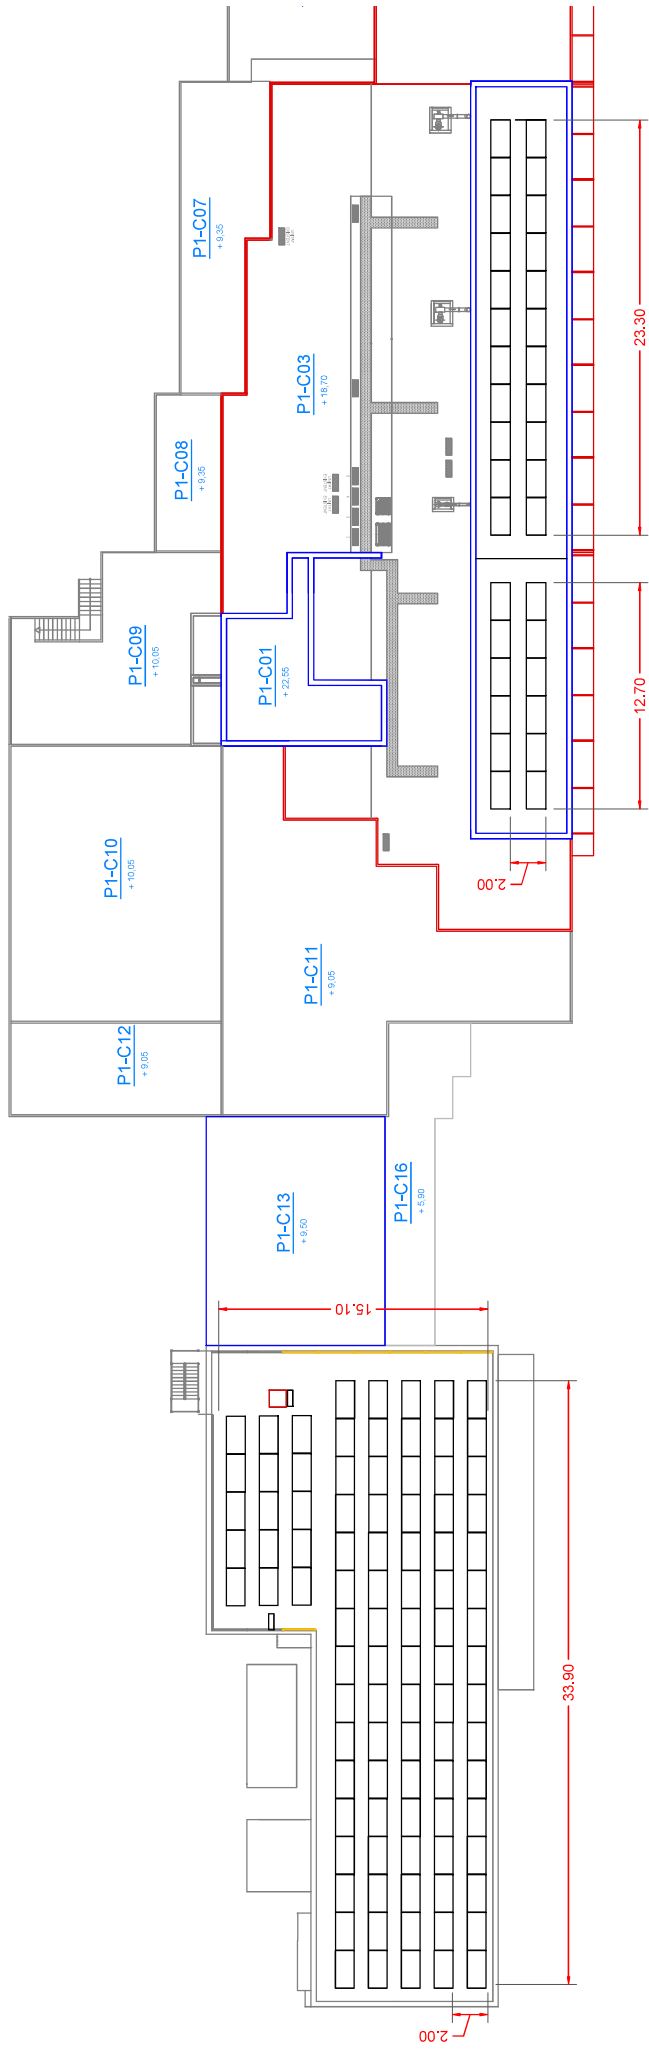 P1-C07
+ 9,35
P1-C03
+ 18,70
23.30
P1-C08
+ 9,35
P1-C09
+ 10,05
P1-C01
+ 22,55
12.70
P1-C10
+ 10,05
2.00
P1-C11
+ 9,05
P1-C12
+ 9,05
P1-C16
+ 5,90
P1-C13
+ 9,50
15.10
33.90
2.00